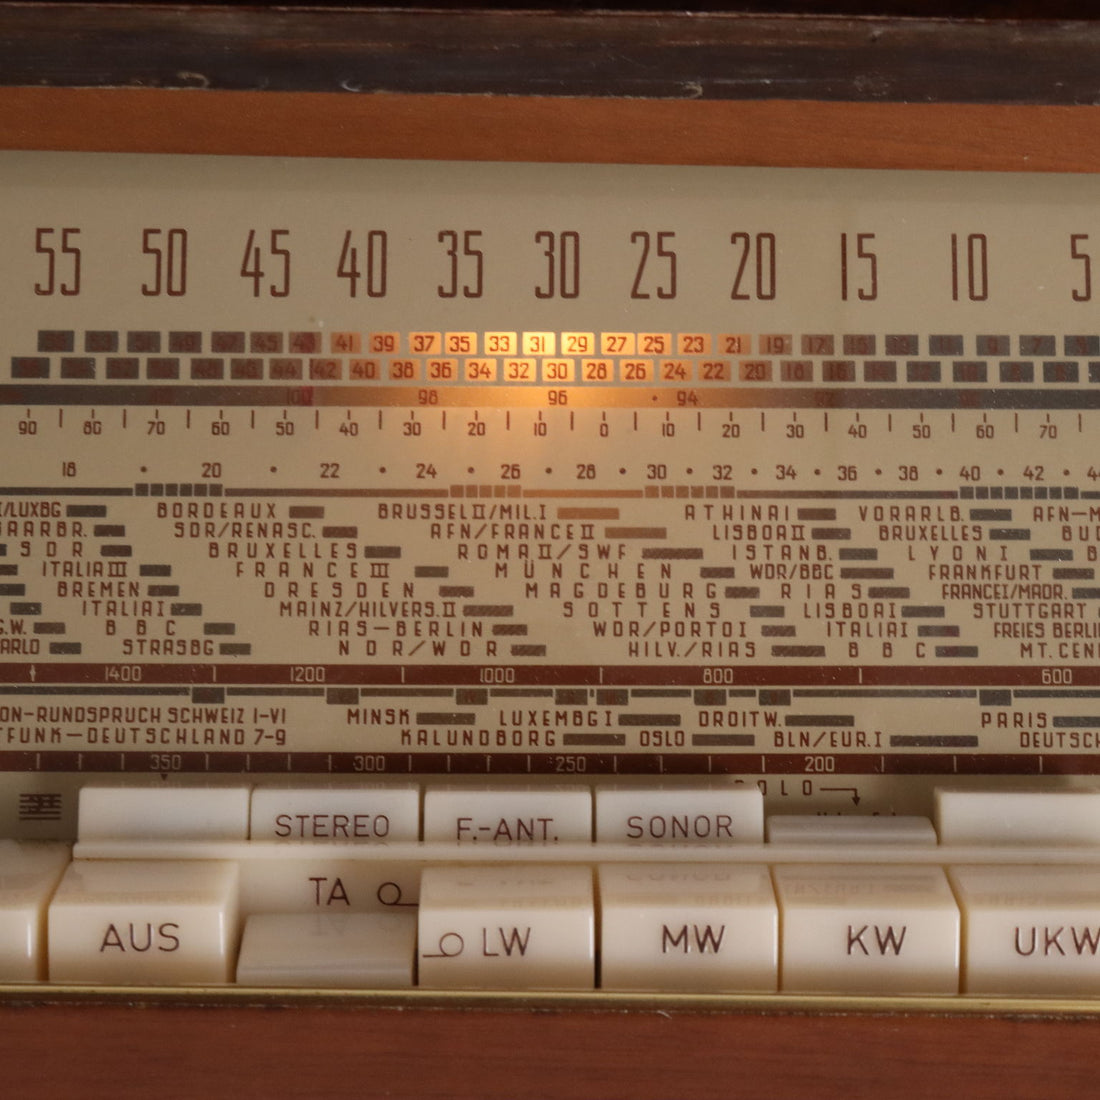 55 50 45 40 35 30 25 20 15 10 5
41 39 37 35 33 31 29 27 25 23 21 19 17
42 40 38 36 34 32 30 28 26 24 22 20 18
100 98 96 94
90 80 70 60 50 40 30 20 10 0 10 20 30 40 50 60 70
18 • 20 • 22 • 24 • 26 • 28 • 30 • 32 • 34 • 36 • 38 • 40 • 42 •
/LUXBG BORDEAUX BRUSSEL II/MIL.I ATHINAI VORARLB. AFN-M
AARBR. SDR/RENASC. AFN/FRANCE II LISBOA II BRUXELLES BUD
SDR BRUXELLES ROMA.II/SWF ISTANB. LYON I
ITALIA III FRANCE III MÜNCHEN WDR/BBC FRANKFURT
BREMEN DRESDEN MAGDEBURG RIAS FRANCEI/MADR.
ITALIA I MAINZ/HILVERS.II SOTTENS LISBOA I STUTTGART
G.W. BBC RIAS-BERLIN WDR/PORTO I ITALIA I FREIES BERLI
ARLO STRASBG NDR/WDR HILV./RIAS BBC MT.CEN
1400 1200 1000 800 600
ON-RUNDSPRUCH SCHWEIZ I-VI MINSK LUXEMBG I DROITW. PARIS
FUNK-DEUTSCHLAND 7-9 KALUNDBORG OSLO BLN/EUR.I DEUTSCH
350 300 250 200
OLO
STEREO F.-ANT. SONOR
TA
AUS LW MW KW UKW